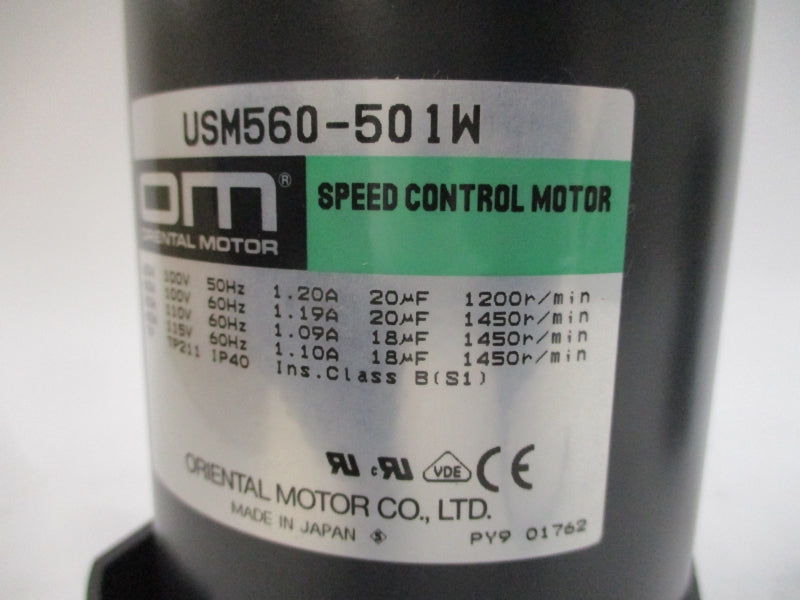 USM560-501W
OM®
ORIENTAL MOTOR
SPEED CONTROL MOTOR
100V 50Hz 1.20A 20μF 1200r/min
100V 60Hz 1.19A 20μF 1450r/min
110V 60Hz 1.09A 18μF 1450r/min
115V 60Hz 1.10A 18μF 1450r/min
TP211 IP40 Ins.Class B(S1)
RU cRU VDE CE
ORIENTAL MOTOR CO., LTD.
MADE IN JAPAN S PY9 01762